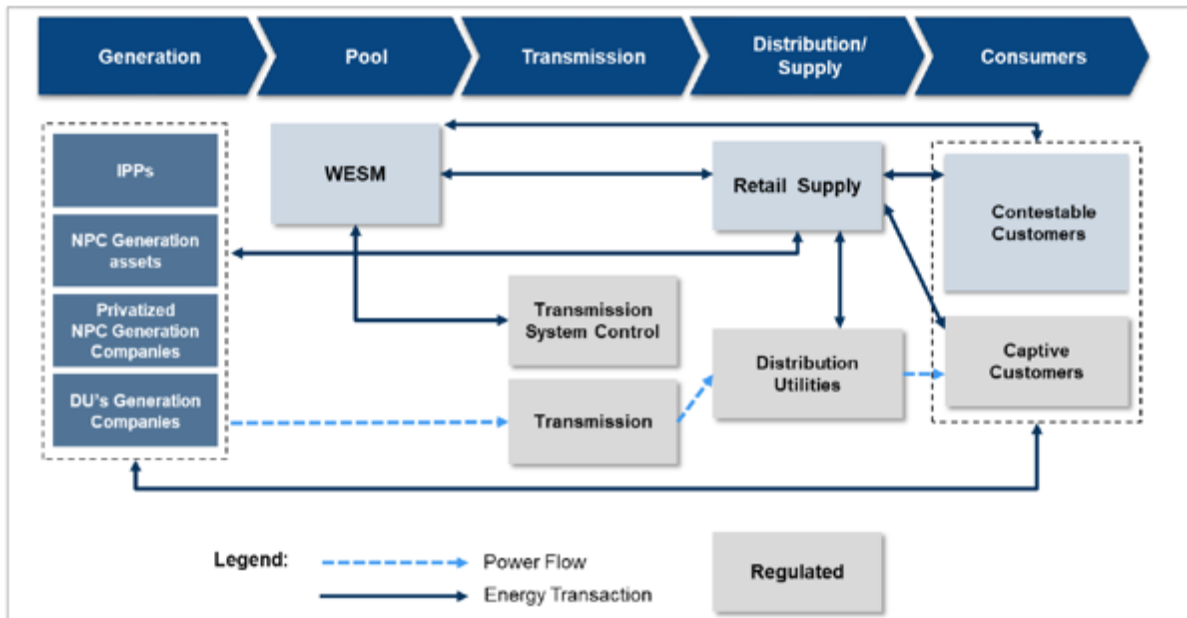 Generation
Pool
Transmission
Distribution/
Supply
Consumers
IPPs
NPC Generation
assets
Privatized
NPC Generation
Companies
DU's Generation
Companies
WESM
Transmission
System Control
Transmission
Retail Supply
Distribution
Utilities
Contestable
Customers
Captive
Customers
Legend:
Power Flow
Energy Transaction
Regulated